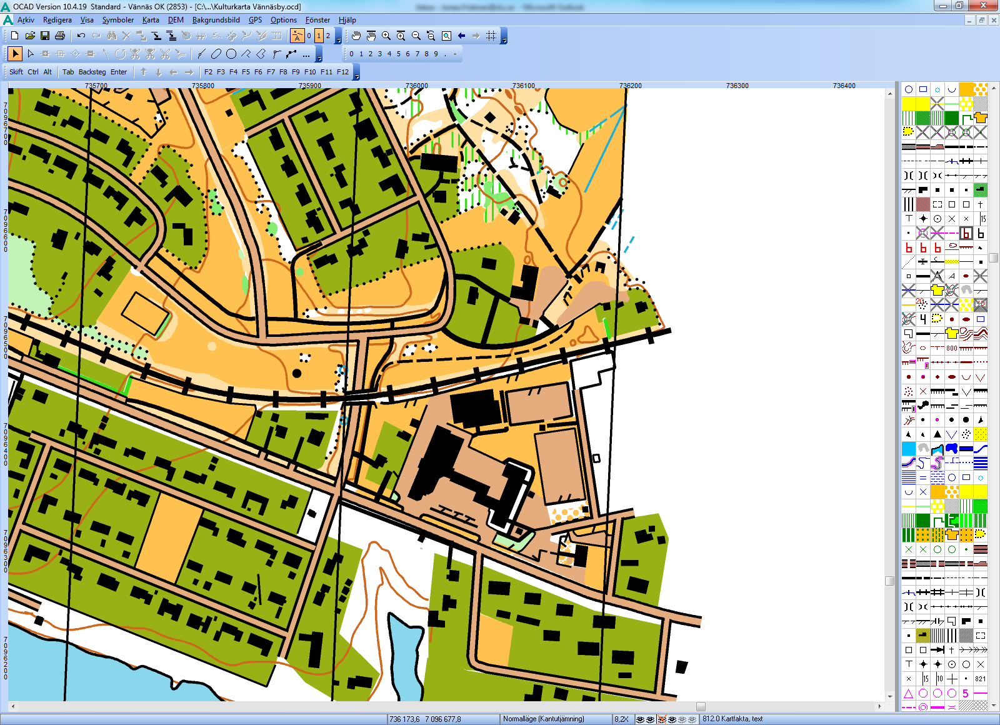 OCAD Version 10.4.19 Standard - Vännäs OK (2853) - [C:\...\Kulturkarta Vännäsby.ocd]
Arkiv Redigera Visa Symboler Karta DEM Bakgrundsbild GPS Options Fönster Hjälp
0 1 2
0 1 2 3 4 5 6 7 8 9 . -
Skift Ctrl Alt Tab Backsteg Enter F2 F3 F4 F5 F6 F7 F8 F9 F10 F11 F12
735700 735800 735900 736000 736100 736200 736300 736400
7096700
7096600
7096500
7096400
7096300
7096200
15
20
4
800
15 10 821
5
736 173,6 7 096 677,8 Normalläge (Kantutjämning) 8,2X 812.0 Kartfakta, text